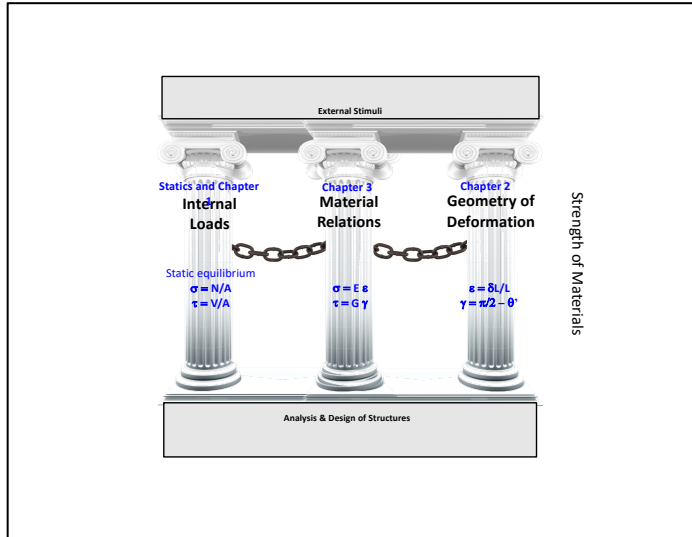 External Stimuli
Statics and Chapter
1
Internal
Loads
Static equilibrium
σ = N/A
τ = V/A
Chapter 3
Material
Relations
σ = E ε
τ = G γ
Chapter 2
Geometry of
Deformation
ε = δL/L
γ = π/2 – θ'
Strength of Materials
Analysis & Design of Structures